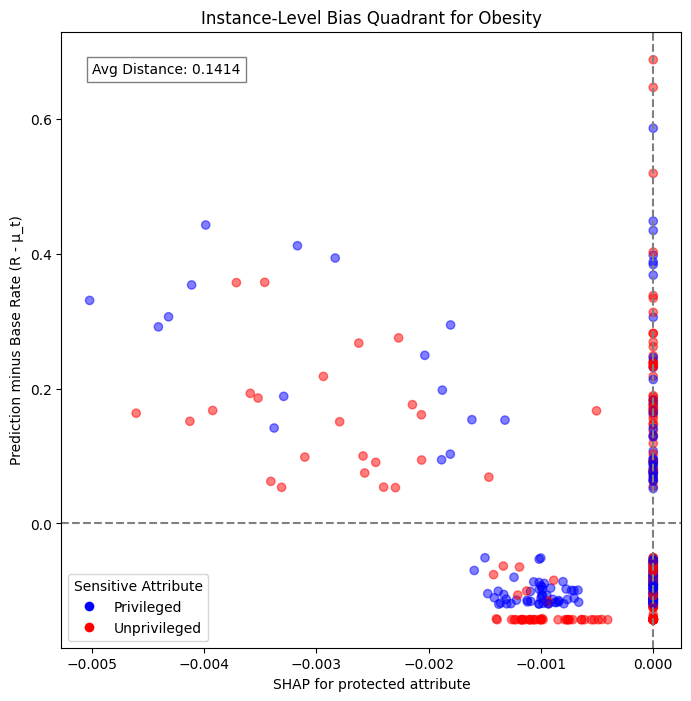 Instance-Level Bias Quadrant for Obesity
Avg Distance: 0.1414
Prediction minus Base Rate (R - μ_t)
0.6
0.4
0.2
0.0
Sensitive Attribute
Privileged
Unprivileged
−0.005
−0.004
−0.003
−0.002
−0.001
0.000
SHAP for protected attribute